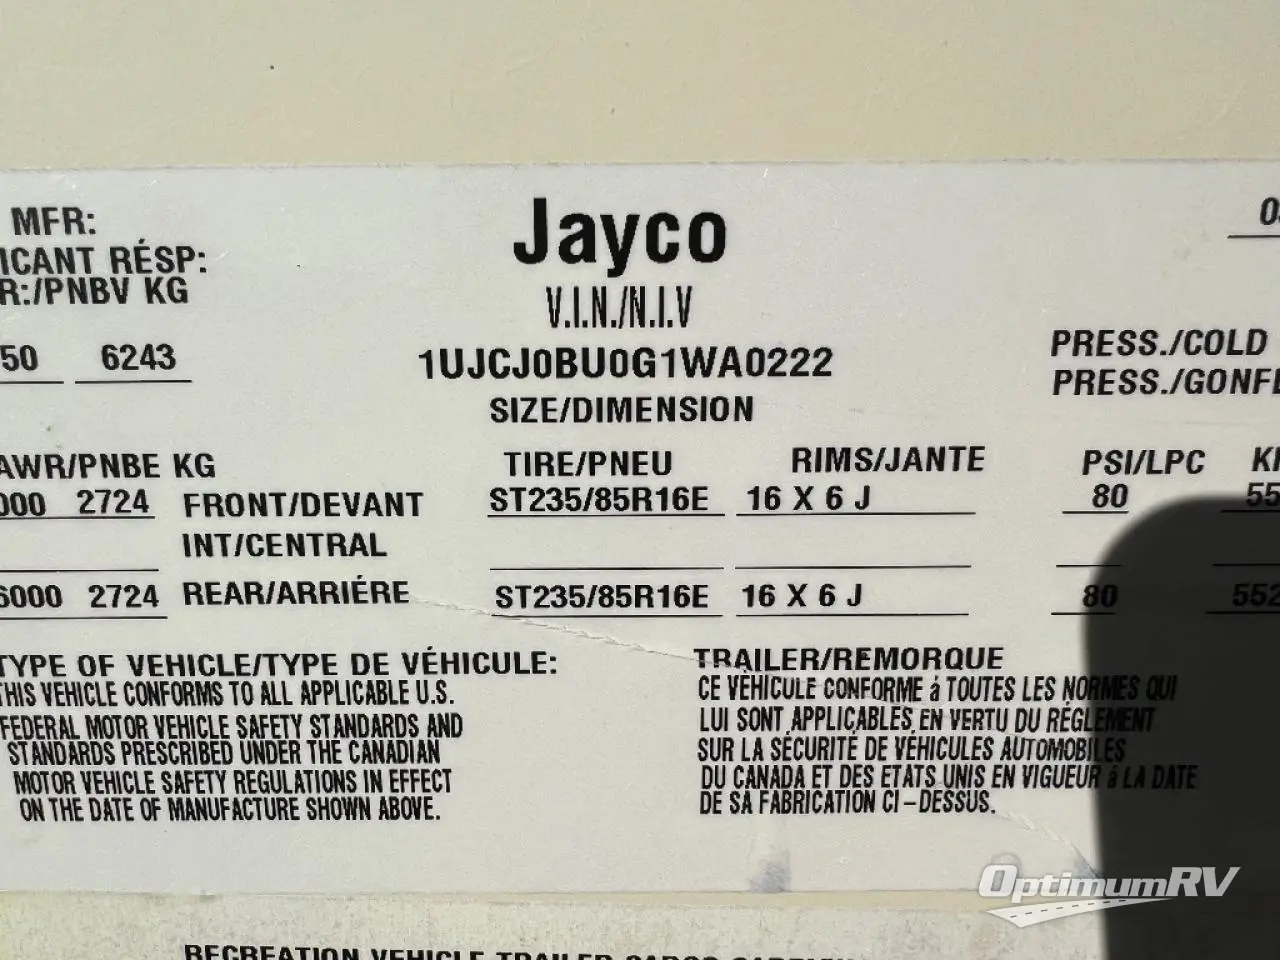 MFR:
Jayco
ICANT RÉSP:
R:/PNBV KG
V.I.N./N.I.V
50 6243
1UJCJ0BU0G1WA0222
PRESS./COLD
PRESS./GONFL
SIZE/DIMENSION
AWR/PNBE KG TIRE/PNEU RIMS/JANTE PSI/LPC
000 2724 FRONT/DEVANT ST235/85R16E 16 X 6 J 80 55
INT/CENTRAL
6000 2724 REAR/ARRIÉRE ST235/85R16E 16 X 6 J 80 552
TYPE OF VEHICLE/TYPE DE VÉHICULE: TRAILER/REMORQUE
THIS VEHICLE CONFORMS TO ALL APPLICABLE U.S.
FEDERAL MOTOR VEHICLE SAFETY STANDARDS AND
STANDARDS PRESCRIBED UNDER THE CANADIAN
MOTOR VEHICLE SAFETY REGULATIONS IN EFFECT
ON THE DATE OF MANUFACTURE SHOWN ABOVE.
CE VÉHICULE CONFORME á TOUTES LES NORMES QUI
LUI SONT APPLICABLES EN VERTU DU RÉGLEMENT
SUR LA SÉCURITÉ DE VÉHICULES AUTOMOBILES
DU CANADA ET DES ETATS UNIS EN VIGUEUR á LA DATE
DE SA FABRICATION CI-DESSUS.
OptimumRV
RECREATION VEHICLE TRAILER CARGO